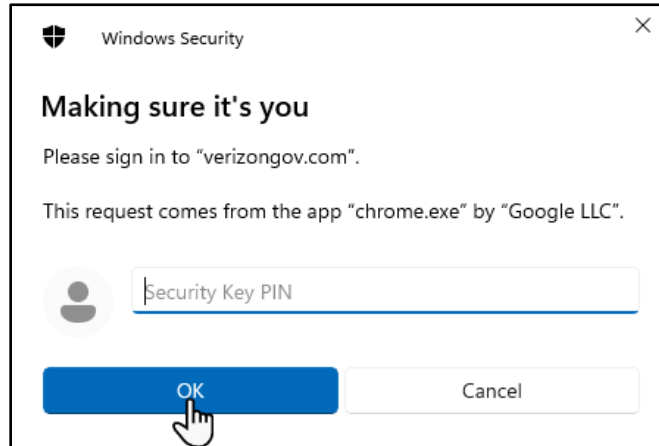 Windows Security
Making sure it's you
Please sign in to “verizongov.com”.
This request comes from the app “chrome.exe” by “Google LLC”.
Security Key PIN
OK
Cancel